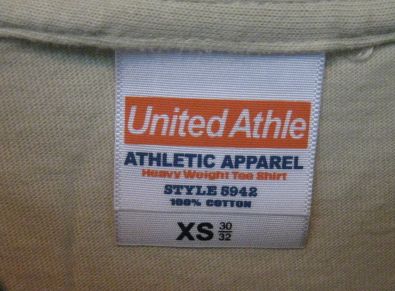 United Athle
ATHLETIC APPAREL
Heavy Weight Tee Shirt
STYLE 5942
100% COTTON
XS 30/32